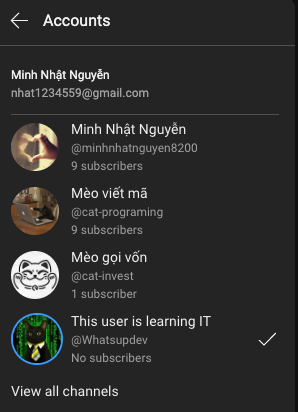 Accounts
Minh Nhật Nguyễn
nhat1234559@gmail.com
Minh Nhật Nguyễn
@minhnhatnguyen8200
9 subscribers
Mèo viết mã
@cat-programing
9 subscribers
Mèo gọi vốn
@cat-invest
1 subscriber
This user is learning IT
@Whatsupdev
No subscribers
View all channels